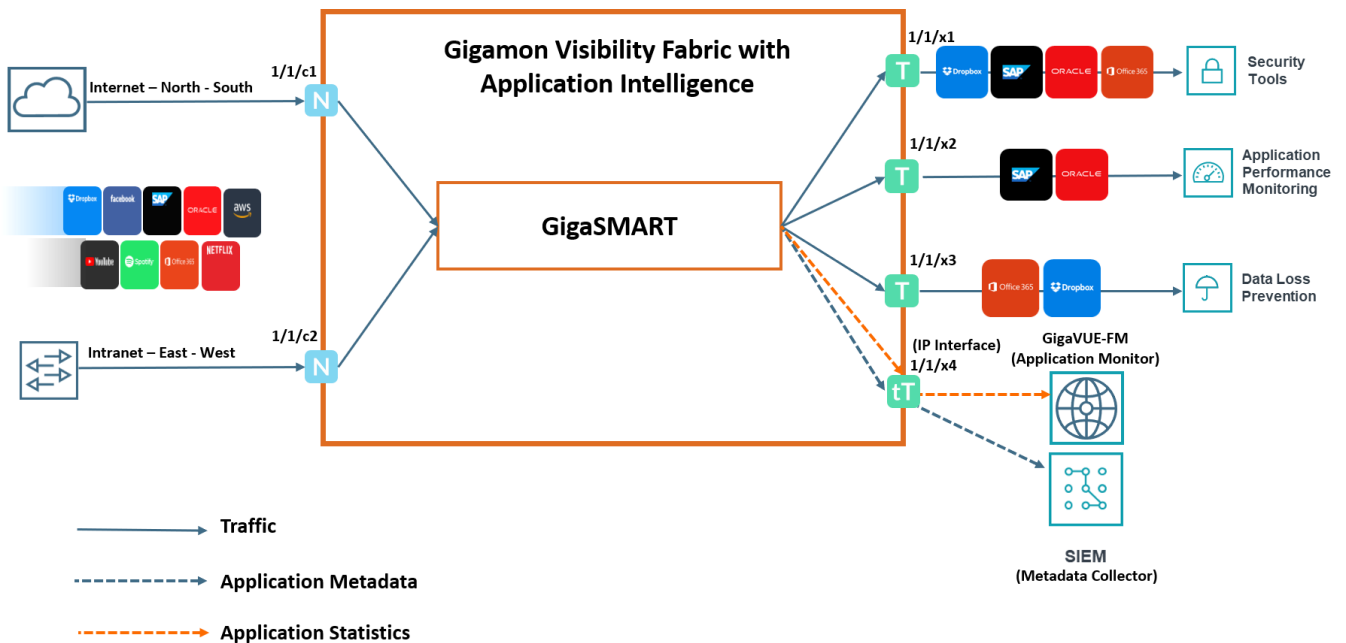 Gigamon Visibility Fabric with
Application Intelligence
1/1/c1
Internet – North - South
N
Dropbox
facebook
SAP
ORACLE
aws
YouTube
Spotify
Office 365
NETFLIX
1/1/c2
Intranet – East - West
N
GigaSMART
1/1/x1
T
Dropbox
SAP
ORACLE
Office 365
Security
Tools
1/1/x2
T
SAP
ORACLE
Application
Performance
Monitoring
1/1/x3
T
Office 365
Dropbox
Data Loss
Prevention
(IP Interface)
1/1/x4
tT
GigaVUE-FM
(Application Monitor)
SIEM
(Metadata Collector)
Traffic
Application Metadata
Application Statistics